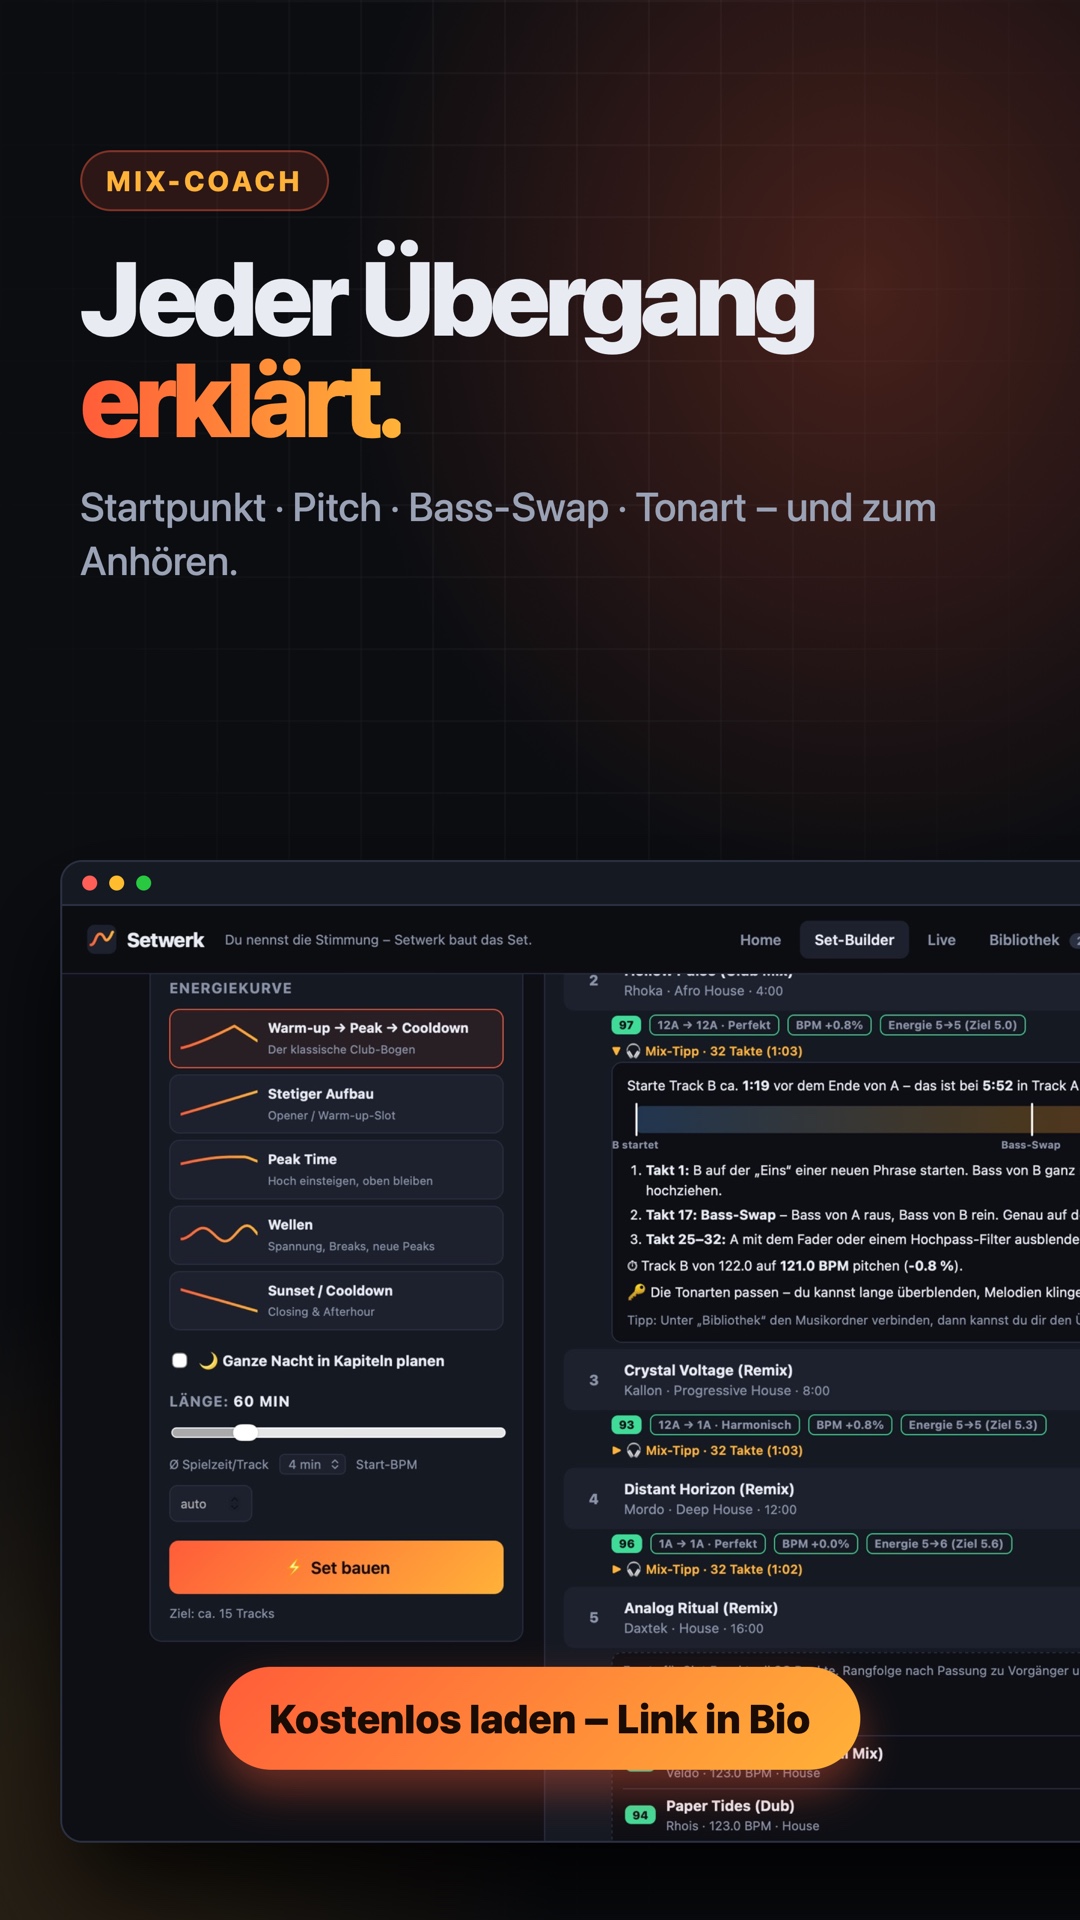 MIX-COACH
Jeder Übergang
erklärt.
Startpunkt · Pitch · Bass-Swap · Tonart – und zum
Anhören.
Setwerk
Du nennst die Stimmung – Setwerk baut das Set.
Home
Set-Builder
Live
Bibliothek
ENERGIEKURVE
Warm-up → Peak → Cooldown
Der klassische Club-Bogen
Stetiger Aufbau
Opener / Warm-up-Slot
Peak Time
Hoch einsteigen, oben bleiben
Wellen
Spannung, Breaks, neue Peaks
Sunset / Cooldown
Closing & Afterhour
🌙 Ganze Nacht in Kapiteln planen
LÄNGE: 60 MIN
Ø Spielzeit/Track 4 min Start-BPM
auto
⚡ Set bauen
Ziel: ca. 15 Tracks
2
Rhoka · Afro House · 4:00
97 12A → 12A · Perfekt BPM +0.8% Energie 5→5 (Ziel 5.0)
▼ 🎧 Mix-Tipp · 32 Takte (1:03)
Starte Track B ca. 1:19 vor dem Ende von A – das ist bei 5:52 in Track A
B startet Bass-Swap
1. Takt 1: B auf der „Eins“ einer neuen Phrase starten. Bass von B ganz
hochziehen.
2. Takt 17: Bass-Swap – Bass von A raus, Bass von B rein. Genau auf
3. Takt 25–32: A mit dem Fader oder einem Hochpass-Filter
⏱ Track B von 122.0 auf 121.0 BPM pitchen (-0.8 %).
🔑 Die Tonarten passen – du kannst lange überblenden, Melodien
Tipp: Unter „Bibliothek“ den Musikordner verbinden, dann kannst du dir den
3
Crystal Voltage (Remix)
Kallon · Progressive House · 8:00
93 12A → 1A · Harmonisch BPM +0.8% Energie 5→5 (Ziel 5.3)
▶ 🎧 Mix-Tipp · 32 Takte (1:03)
4
Distant Horizon (Remix)
Mordo · Deep House · 12:00
96 1A → 1A · Perfekt BPM +0.0% Energie 5→6 (Ziel 5.6)
▶ 🎧 Mix-Tipp · 32 Takte (1:02)
5
Analog Ritual (Remix)
Daxtek · House · 16:00
Rangfolge nach Passung zu Vorgänger
Kostenlos laden – Link in Bio
Mix)
Veldo · 123.0 BPM · House
94
Paper Tides (Dub)
Rhois · 123.0 BPM · House